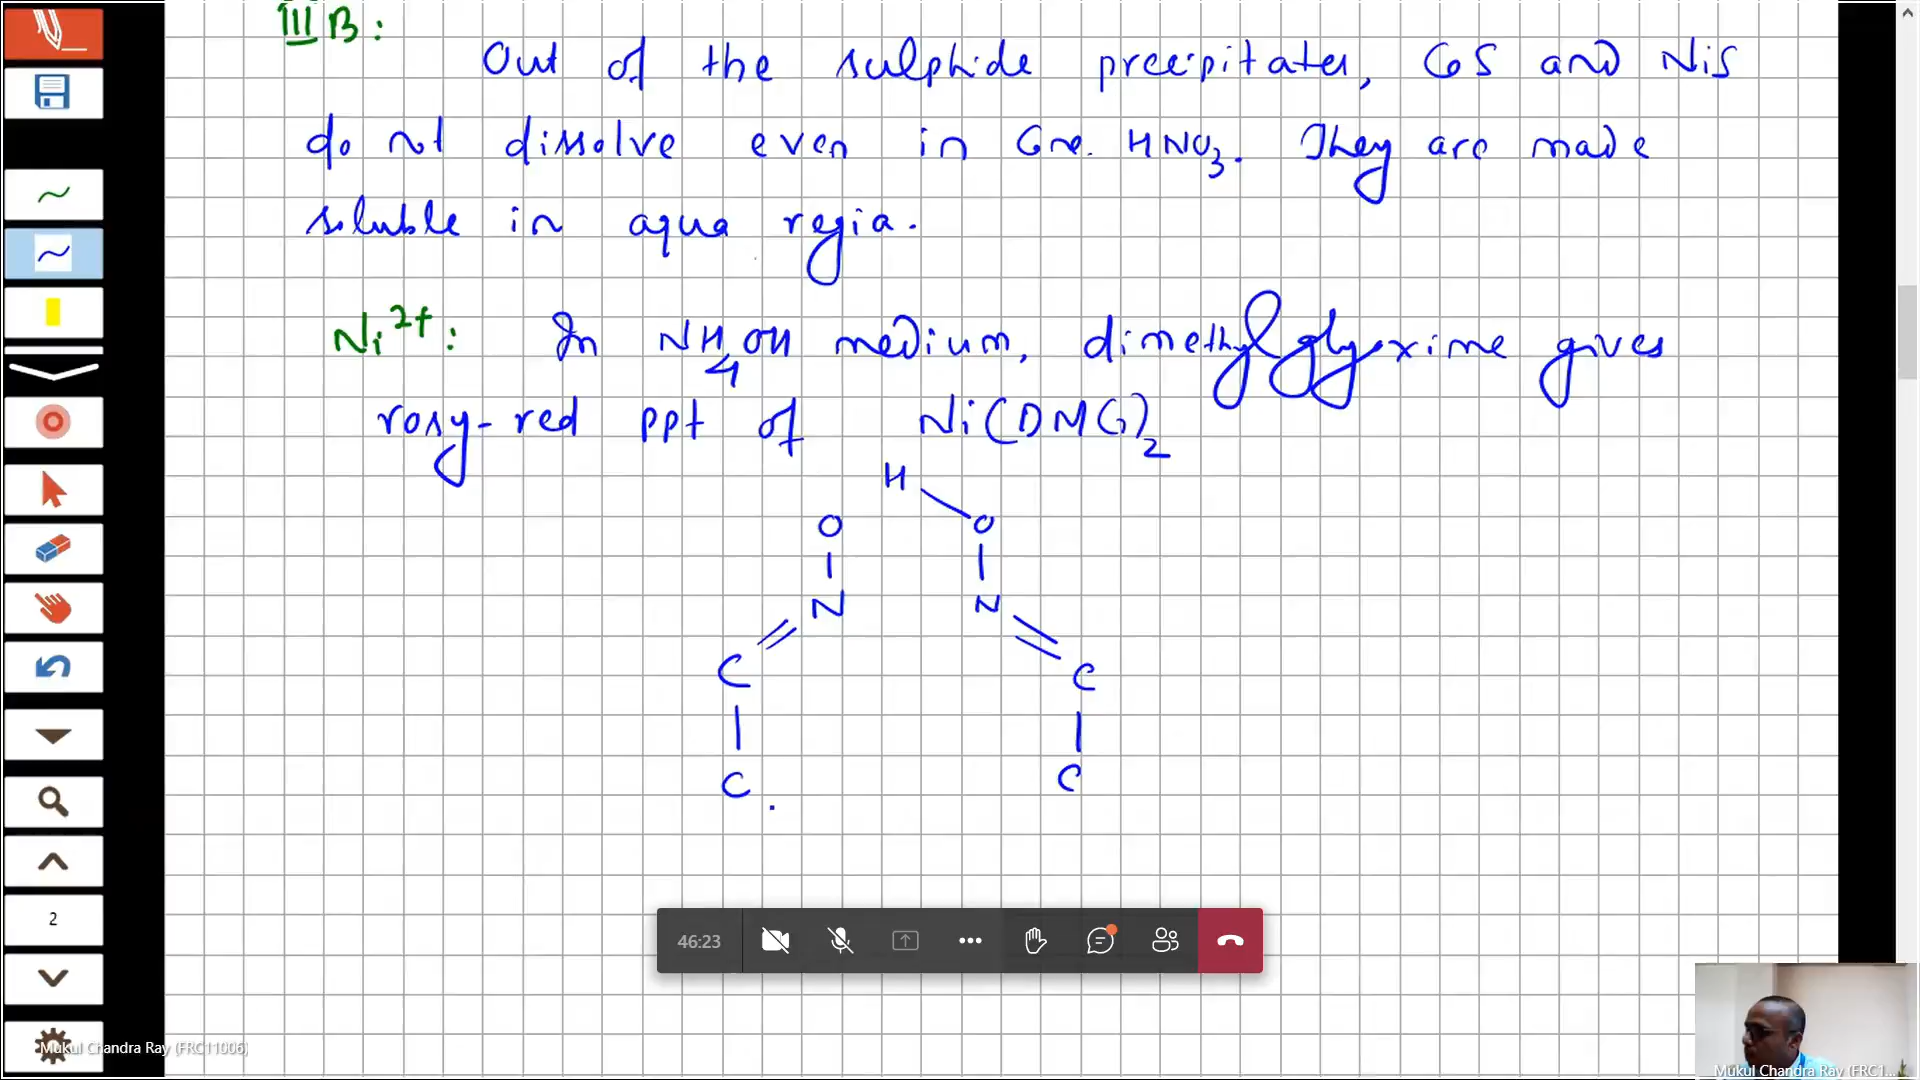 III B:
Out of the sulphide precipitates, CoS and NiS
do not dissolve even in Conc. HNO3. They are made
soluble in aqua regia.
Ni2+: In NH4OH medium, dimethylglyoxime gives
rosy-red ppt of Ni(DMG)2
H
O O
N N
C C
C C
46:23
2
Mukul Chandra Ray (FRC11006)
Mukul Chandra Ray (FRC1...